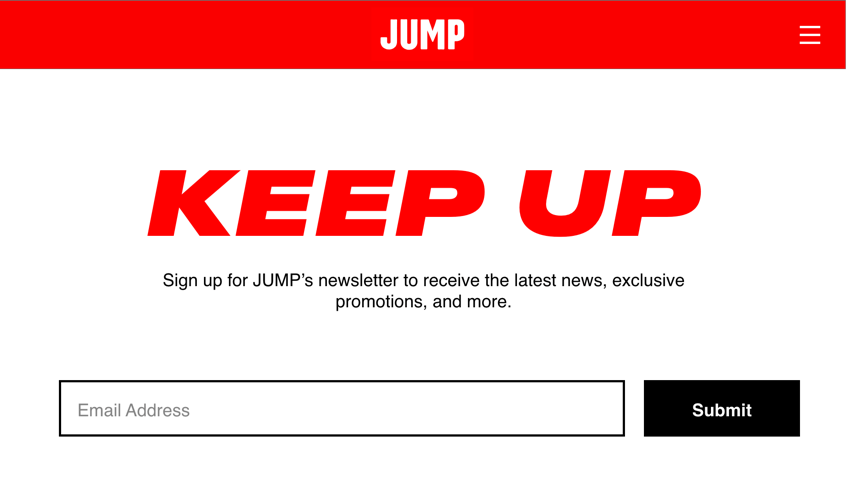 JUMP
KEEP UP
Sign up for JUMP’s newsletter to receive the latest news, exclusive
promotions, and more.
Email Address
Submit